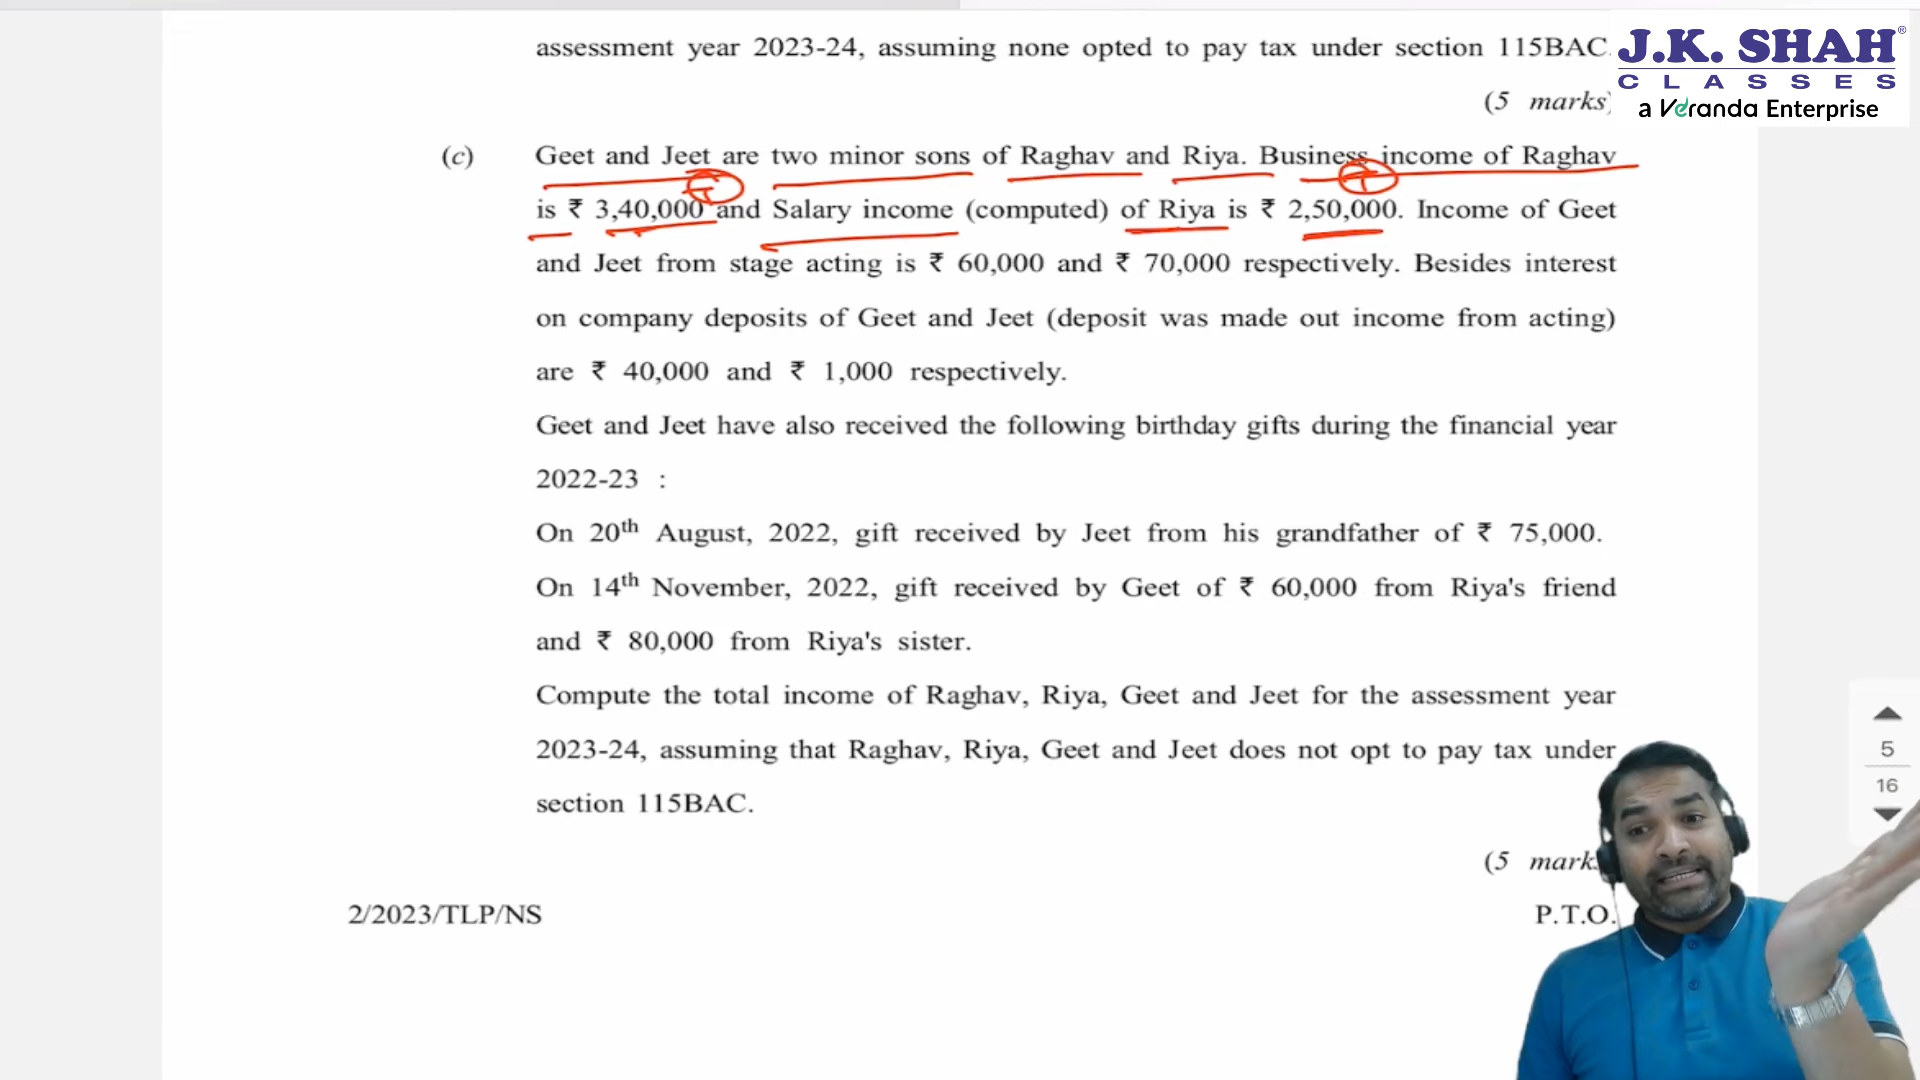 assessment year 2023-24, assuming none opted to pay tax under section 115BAC.
(5 marks)
J.K. SHAH®
CLASSES
a Veranda Enterprise
(c) Geet and Jeet are two minor sons of Raghav and Riya. Business income of Raghav
is ₹ 3,40,000 and Salary income (computed) of Riya is ₹ 2,50,000. Income of Geet
and Jeet from stage acting is ₹ 60,000 and ₹ 70,000 respectively. Besides interest
on company deposits of Geet and Jeet (deposit was made out income from acting)
are ₹ 40,000 and ₹ 1,000 respectively.
Geet and Jeet have also received the following birthday gifts during the financial year
2022-23 :
On 20th August, 2022, gift received by Jeet from his grandfather of ₹ 75,000.
On 14th November, 2022, gift received by Geet of ₹ 60,000 from Riya's friend
and ₹ 80,000 from Riya's sister.
Compute the total income of Raghav, Riya, Geet and Jeet for the assessment year
2023-24, assuming that Raghav, Riya, Geet and Jeet does not opt to pay tax under
section 115BAC.
(5 mark
2/2023/TLP/NS
P.T.O.
5
16